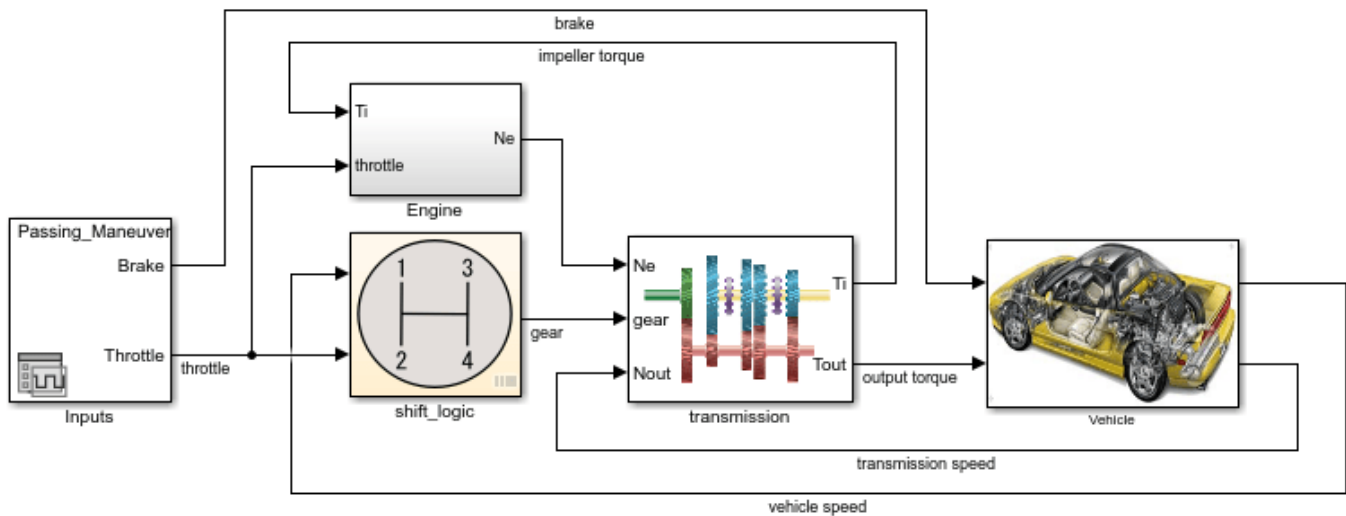 brake
impeller torque
Ti
Ne
throttle
Engine
Passing_Maneuver
Brake
Throttle
throttle
Inputs
1 3
2 4
shift_logic
gear
Ne
gear
Nout
Ti
Tout
transmission
output torque
Vehicle
transmission speed
vehicle speed